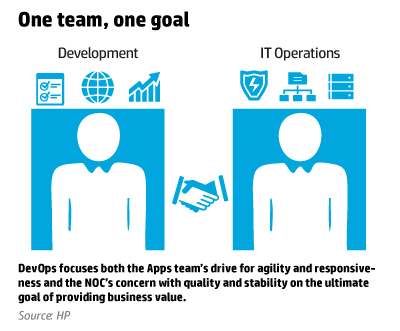 One team, one goal
Development
IT Operations
DevOps focuses both the Apps team's drive for agility and responsive-
ness and the NOC's concern with quality and stability on the ultimate
goal of providing business value.
Source: HP